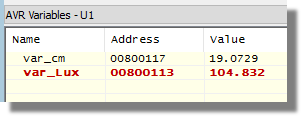 AVR Variables - U1
Name Address Value
var_cm 00800117 19.0729
var_Lux 00800113 104.832